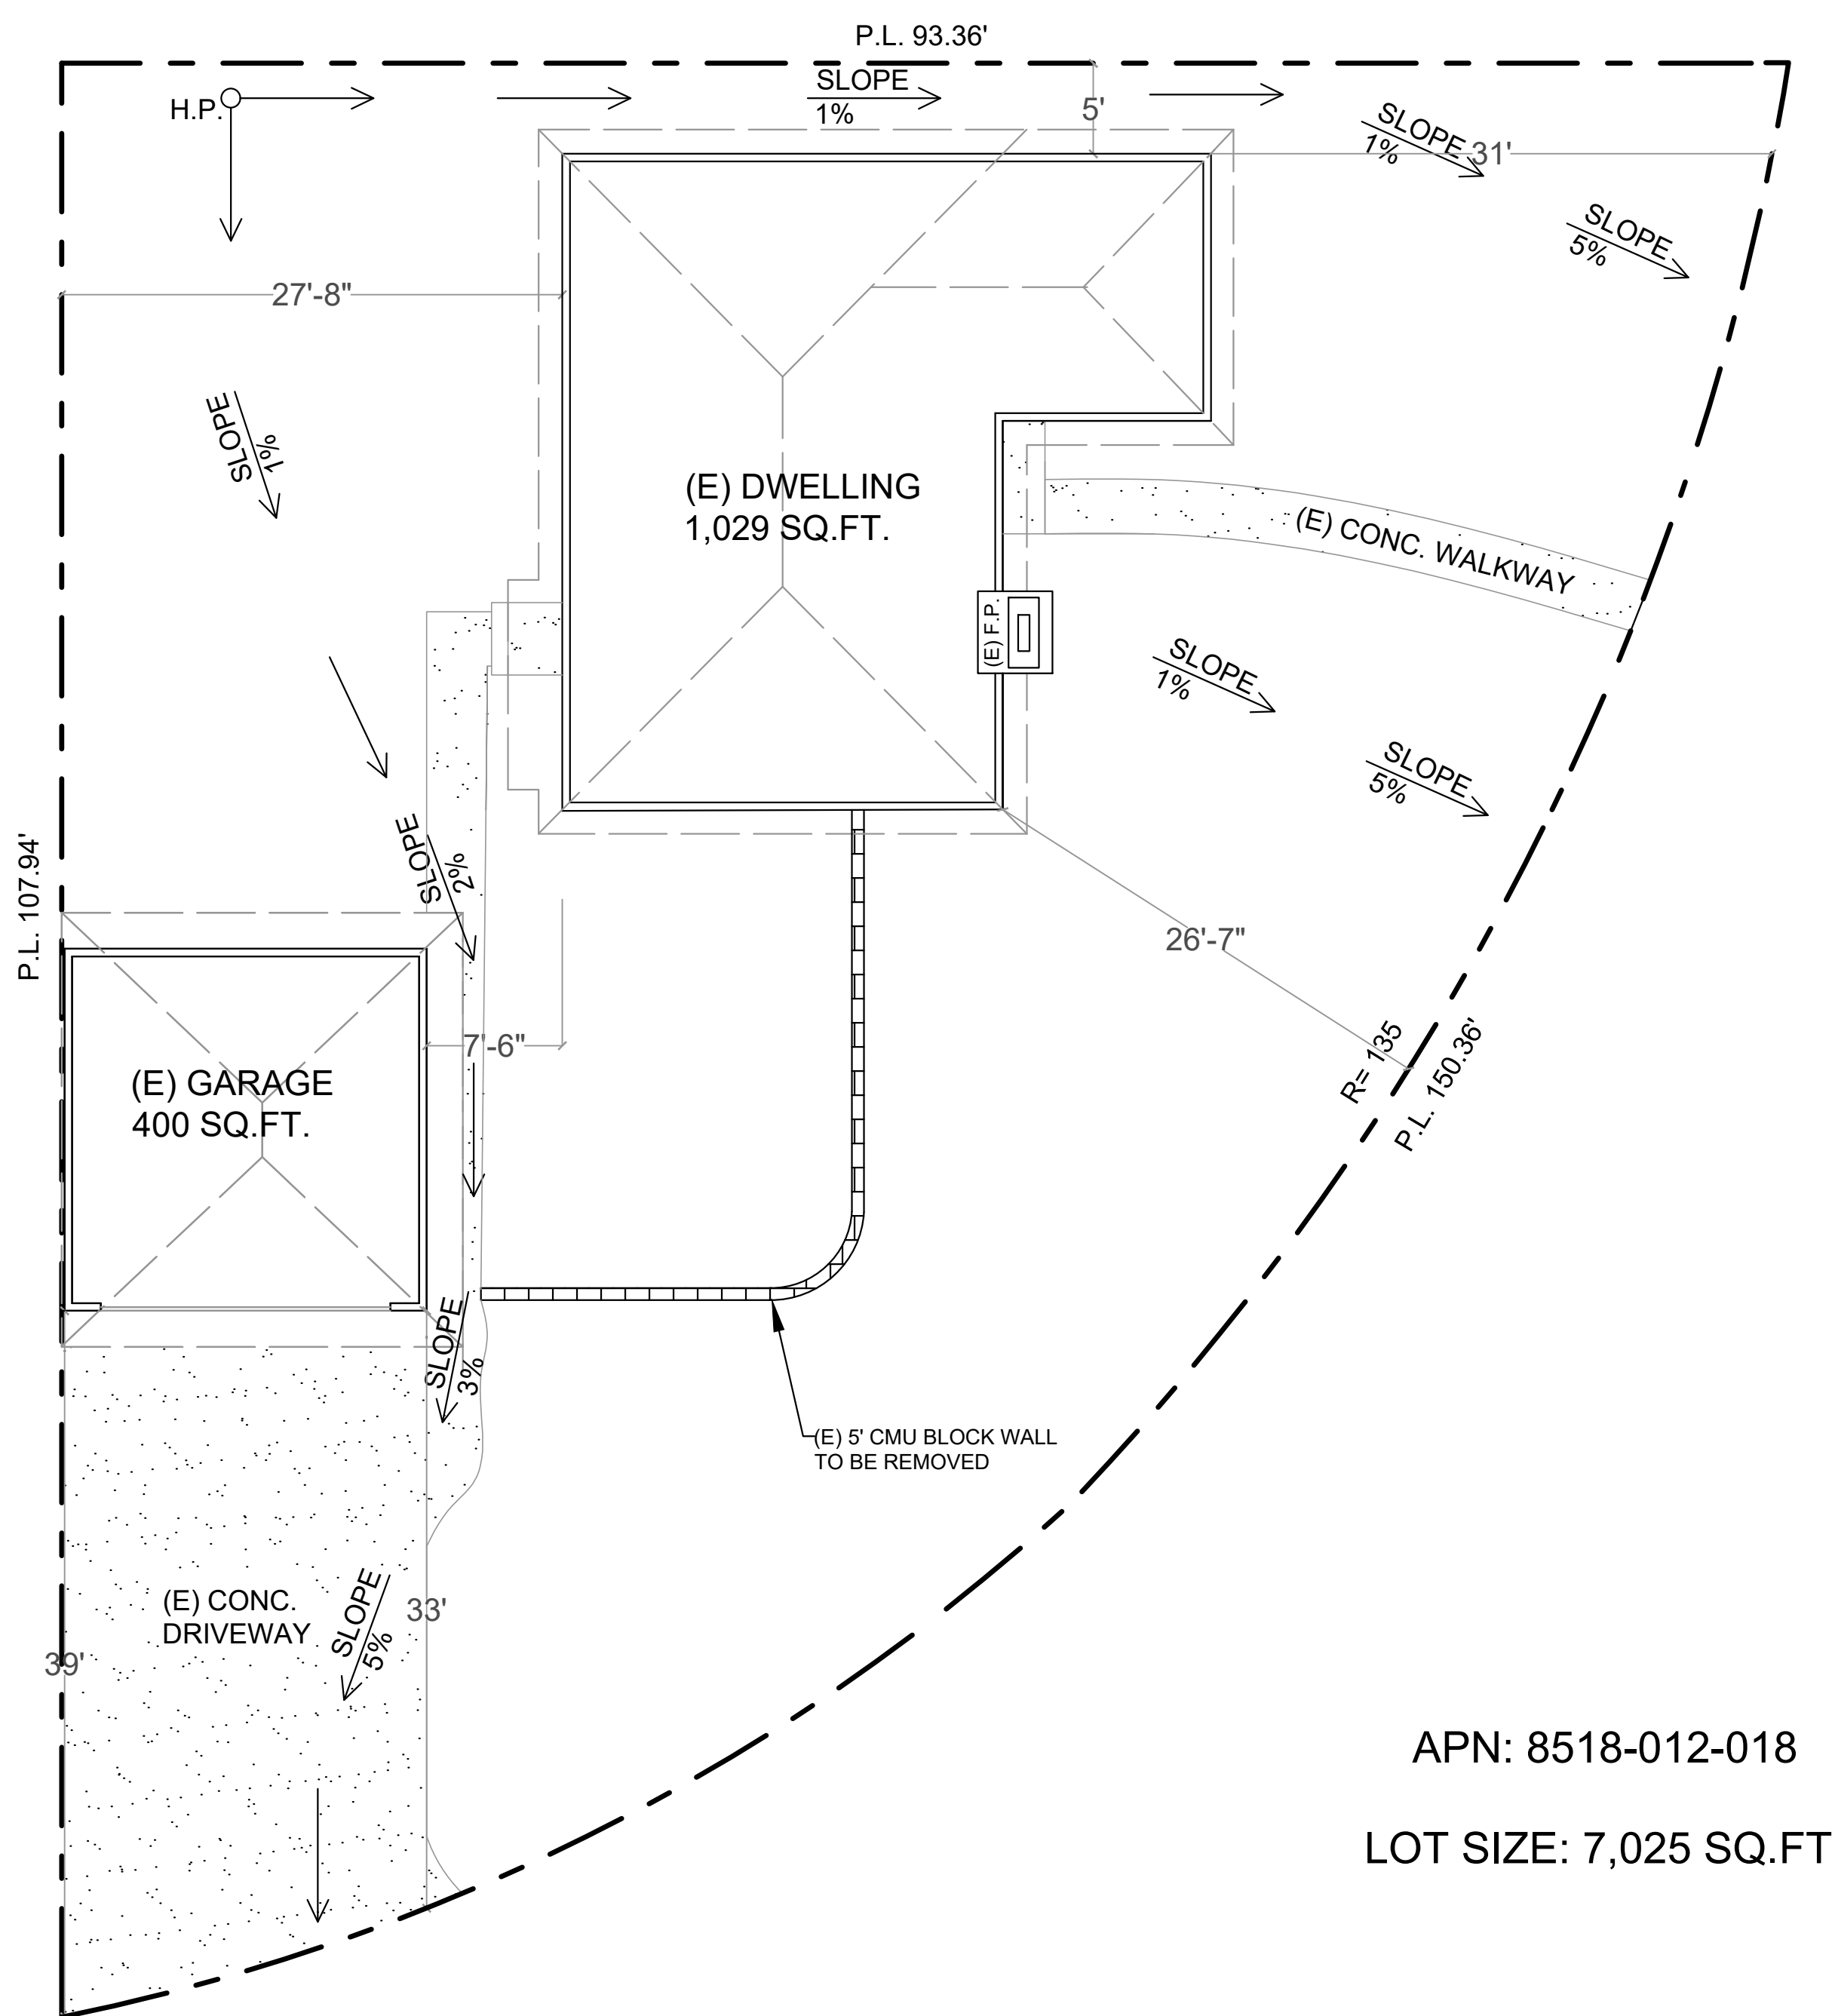 P.L. 93.36'
SLOPE
1%
H.P.
5'
SLOPE
1%
31'
SLOPE
5%
27'-8"
SLOPE
1%
(E) DWELLING
1,029 SQ.FT.
(E) CONC. WALKWAY
(E) F.P.
SLOPE
1%
SLOPE
5%
SLOPE
2%
P.L. 107.94'
26'-7"
7'-6"
R= 135
P.L. 150.36'
(E) GARAGE
400 SQ.FT.
SLOPE
3%
(E) 5' CMU BLOCK WALL
TO BE REMOVED
(E) CONC.
DRIVEWAY
SLOPE
5%
33'
39'
APN: 8518-012-018
LOT SIZE: 7,025 SQ.FT